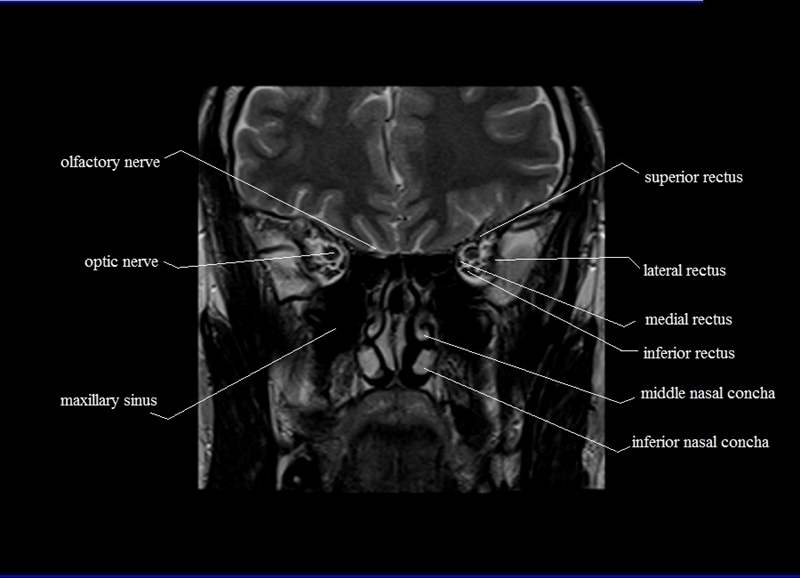 olfactory nerve
superior rectus
optic nerve
lateral rectus
medial rectus
inferior rectus
middle nasal concha
maxillary sinus
inferior nasal concha